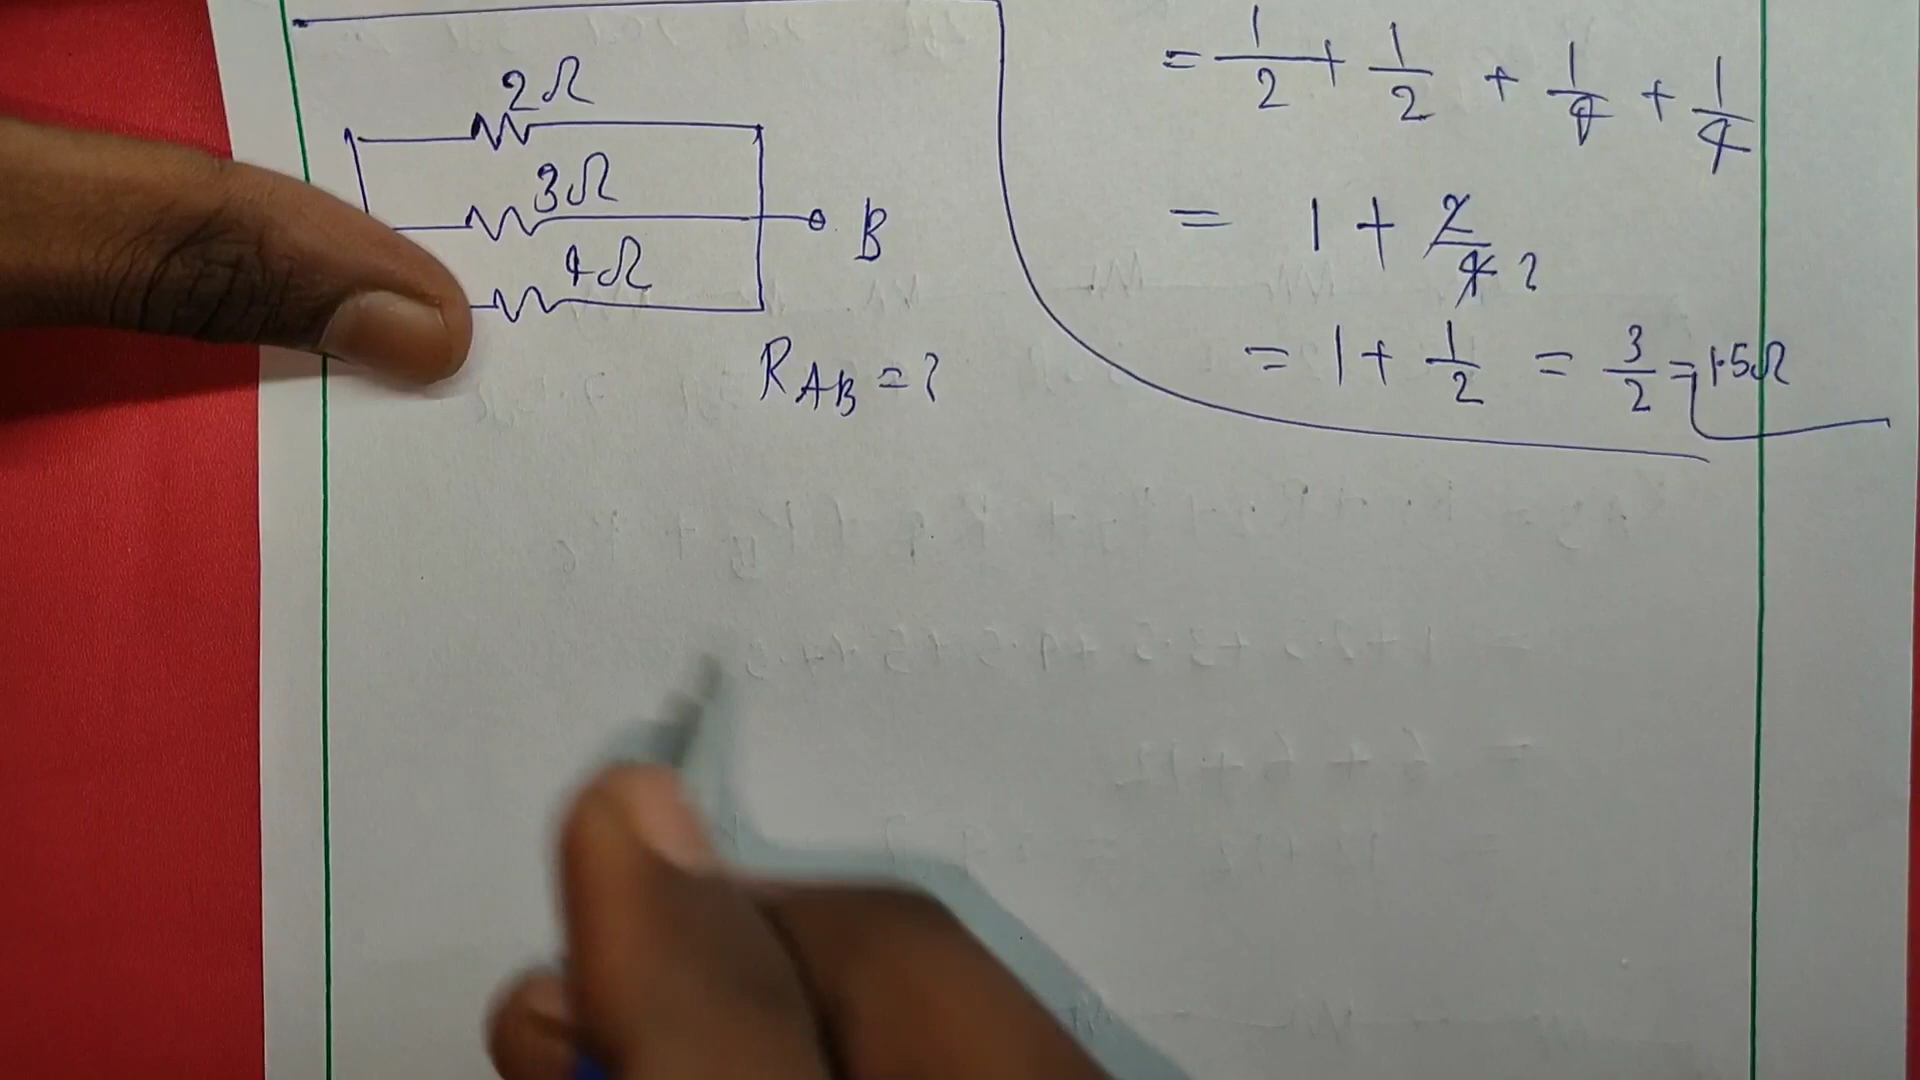 2Ω
3Ω
4Ω
B
R_AB = ?
= 1/2 + 1/2 + 1/4 + 1/4
= 1 + 2/4 2
= 1 + 1/2 = 3/2 = 1.5Ω